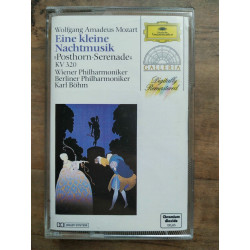 Wolfgang Amadeus Mozart
Eine kleine
Nachtmusik
›Posthorn-Serenade‹
KV 320
Wiener Philharmoniker
Berliner Philharmoniker
Karl Böhm
GALLERIA
Digitally
Remastered